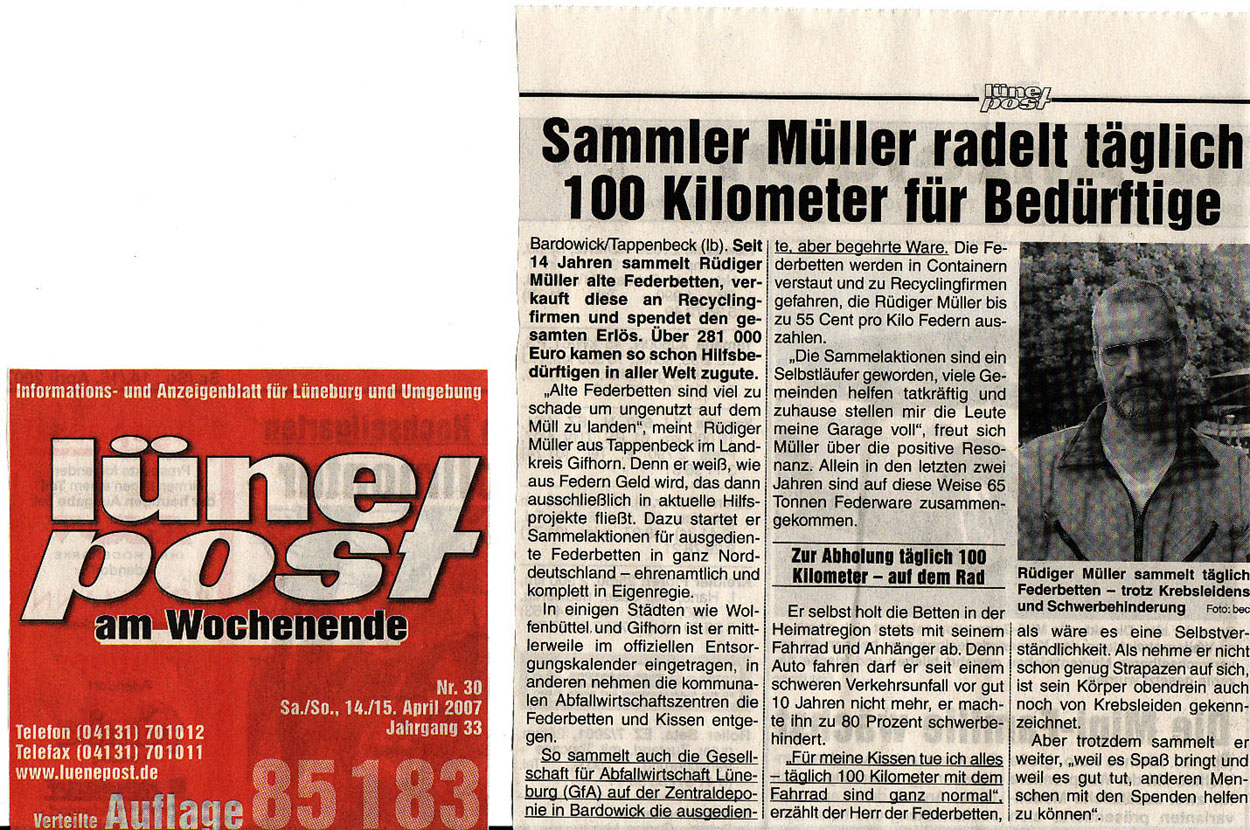 Informations- und Anzeigenblatt für Lüneburg und Umgebung
lüne
post
am Wochenende
Nr. 30
Sa./So., 14./15. April 2007
Jahrgang 33
Telefon (04131) 701012
Telefax (04131) 701011
www.luenepost.de
Verteilte Auflage 85183
lüne
post
Sammler Müller radelt täglich
100 Kilometer für Bedürftige
Bardowick/Tappenbeck (lb). Seit
14 Jahren sammelt Rüdiger
Müller alte Federbetten, ver-
kauft diese an Recycling-
firmen und spendet den ge-
samten Erlös. Über 281 000
Euro kamen so schon Hilfsbe-
dürftigen in aller Welt zugute.
„Alte Federbetten sind viel zu
schade um ungenutzt auf dem
Müll zu landen“, meint Rüdiger
Müller aus Tappenbeck im Land-
kreis Gifhorn. Denn er weiß, wie
aus Federn Geld wird, das dann
ausschließlich in aktuelle Hilfs-
projekte fließt. Dazu startet er
Sammelaktionen für ausgedien-
te Federbetten in ganz Nord-
deutschland – ehrenamtlich und
komplett in Eigenregie.
In einigen Städten wie Wol-
fenbüttel und Gifhorn ist er mitt-
lerweile im offiziellen Entsor-
gungskalender eingetragen, in
anderen nehmen die kommuna-
len Abfallwirtschaftszentren die
Federbetten und Kissen entge-
gen.
So sammelt auch die Gesell-
schaft für Abfallwirtschaft Lüne-
burg (GfA) auf der Zentraldepo-
nie in Bardowick die ausgedien-
te, aber begehrte Ware. Die Fe-
derbetten werden in Containern
verstaut und zu Recyclingfirmen
gefahren, die Rüdiger Müller bis
zu 55 Cent pro Kilo Federn aus-
zahlen.
„Die Sammelaktionen sind ein
Selbstläufer geworden, viele Ge-
meinden helfen tatkräftig und
zuhause stellen mir die Leute
meine Garage voll“, freut sich
Müller über die positive Reso-
nanz. Allein in den letzten zwei
Jahren sind auf diese Weise 65
Tonnen Federware zusammen-
gekommen.
Zur Abholung täglich 100
Kilometer – auf dem Rad
Er selbst holt die Betten in der
Heimatregion stets mit seinem
Fahrrad und Anhänger ab. Denn
Auto fahren darf er seit einem
schweren Verkehrsunfall vor gut
10 Jahren nicht mehr, er mach-
te ihn zu 80 Prozent schwerbe-
hindert.
„Für meine Kissen tue ich alles
– täglich 100 Kilometer mit dem
Fahrrad sind ganz normal“,
erzählt der Herr der Federbetten,
Rüdiger Müller sammelt täglich
Federbetten – trotz Krebsleidens
und Schwerbehinderung Foto: bec
als wäre es eine Selbstver-
ständlichkeit. Als nehme er nicht
schon genug Strapazen auf sich,
ist sein Körper obendrein auch
noch von Krebsleiden gekenn-
zeichnet.
Aber trotzdem sammelt er
weiter, „weil es Spaß bringt und
weil es gut tut, anderen Men-
schen mit den Spenden helfen
zu können“.